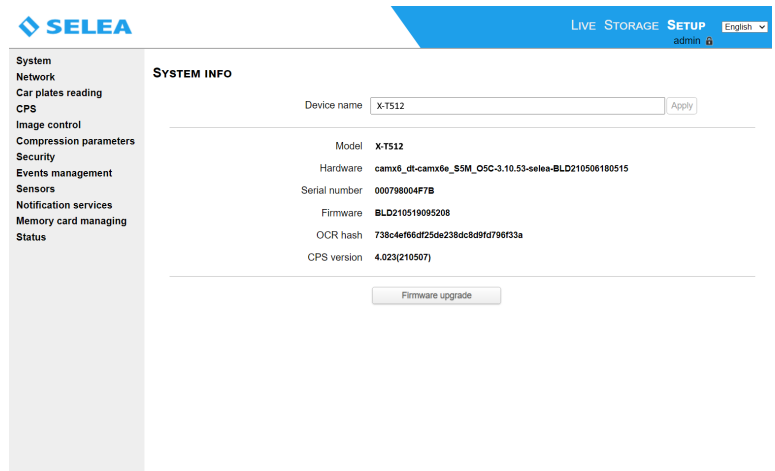 SELEA
LIVE STORAGE SETUP English
admin
System
Network
Car plates reading
CPS
Image control
Compression parameters
Security
Events management
Sensors
Notification services
Memory card managing
Status
SYSTEM INFO
Device name X-T512 Apply
Model X-T512
Hardware camx6_dt-camx6e_S5M_O5C-3.10.53-selea-BLD210506180515
Serial number 000798004F7B
Firmware BLD210519095208
OCR hash 738c4ef66df25de238dc8d9fd796f33a
CPS version 4.023(210507)
Firmware upgrade